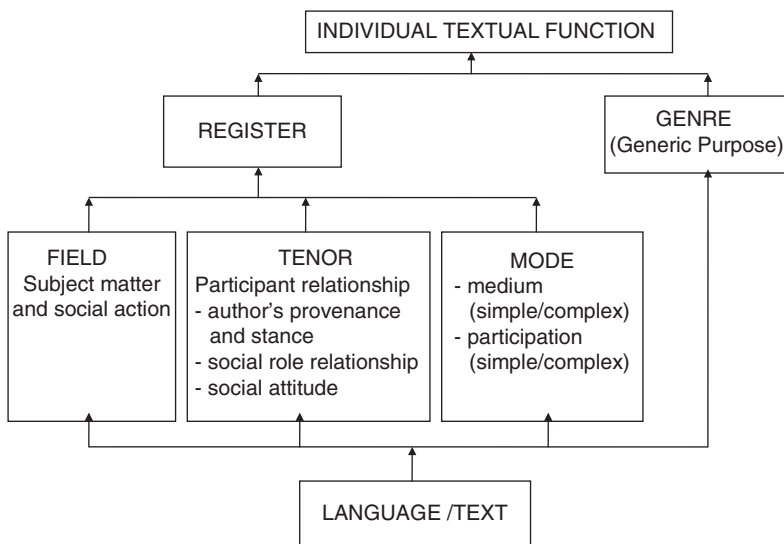 INDIVIDUAL TEXTUAL FUNCTION
REGISTER
GENRE
(Generic Purpose)
FIELD
Subject matter
and social action
TENOR
Participant relationship
- author’s provenance
and stance
- social role relationship
- social attitude
MODE
- medium
(simple/complex)
- participation
(simple/complex)
LANGUAGE /TEXT